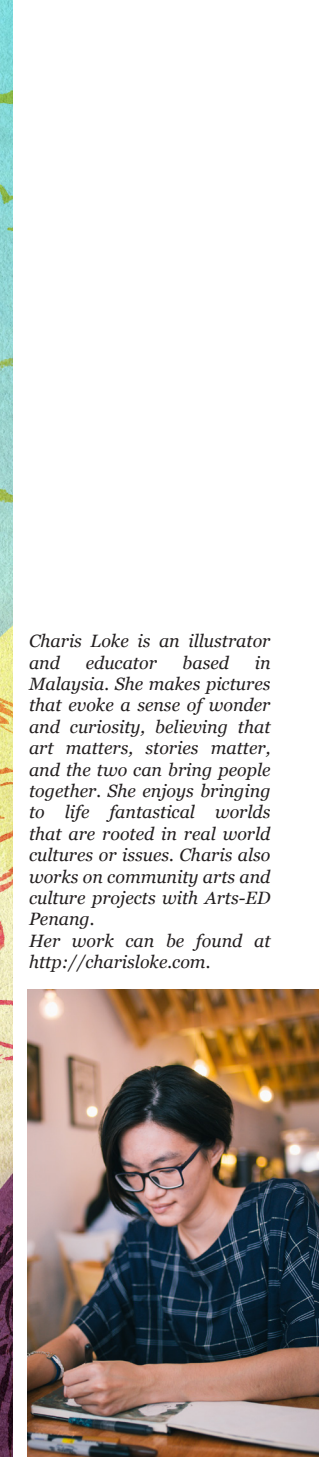 Charis Loke is an illustrator
and educator based in
Malaysia. She makes pictures
that evoke a sense of wonder
and curiosity, believing that
art matters, stories matter,
and the two can bring people
together. She enjoys bringing
to life fantastical worlds
that are rooted in real world
cultures or issues. Charis also
works on community arts and
culture projects with Arts-ED
Penang.
Her work can be found at
http://charisloke.com.